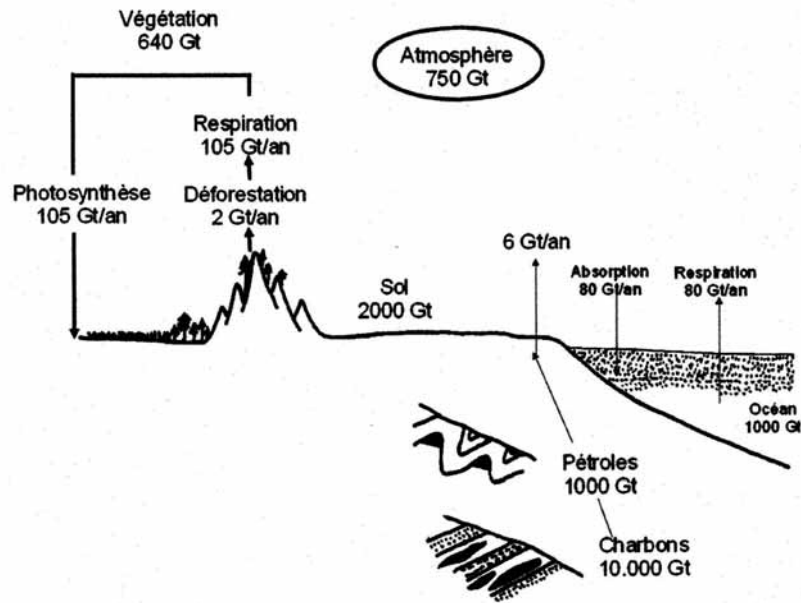 Végétation
640 Gt
Atmosphère
750 Gt
Respiration
105 Gt/an
Photosynthèse
105 Gt/an
Déforestation
2 Gt/an
6 Gt/an
Absorption
80 Gt/an
Respiration
80 Gt/an
Sol
2000 Gt
Océan
1000 Gt
Pétroles
1000 Gt
Charbons
10.000 Gt